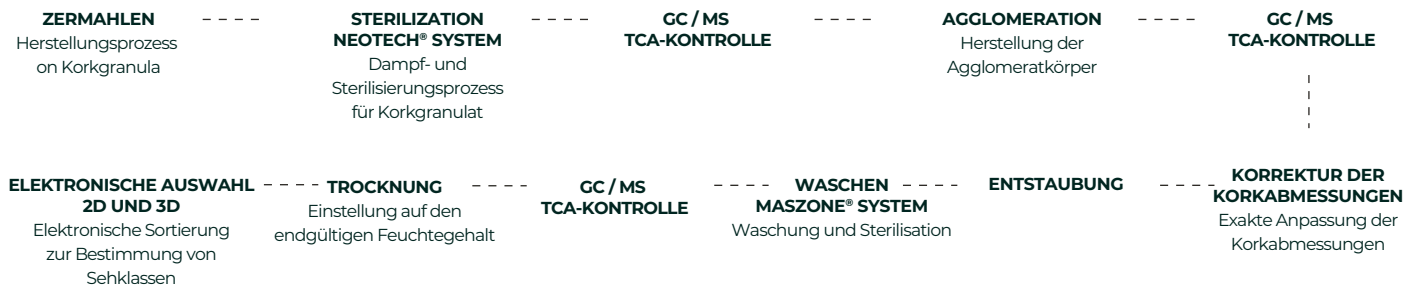 ZERMAHLEN
Herstellungsprozess
on Korkgranula
STERILIZATION
NEOTECH® SYSTEM
Dampf- und
Sterilisierungsprozess
für Korkgranulat
GC / MS
TCA-KONTROLLE
AGGLOMERATION
Herstellung der
Agglomeratkörper
GC / MS
TCA-KONTROLLE
ELEKTRONISCHE AUSWAHL
2D UND 3D
Elektronische Sortierung
zur Bestimmung von
Sehklassen
TROCKNUNG
Einstellung auf den
endgültigen Feuchtegehalt
GC / MS
TCA-KONTROLLE
WASCHEN
MASZONE® SYSTEM
Waschung und Sterilisation
ENTSTAUBUNG
KORREKTUR DER
KORKABMESSUNGEN
Exakte Anpassung der
Korkabmessungen